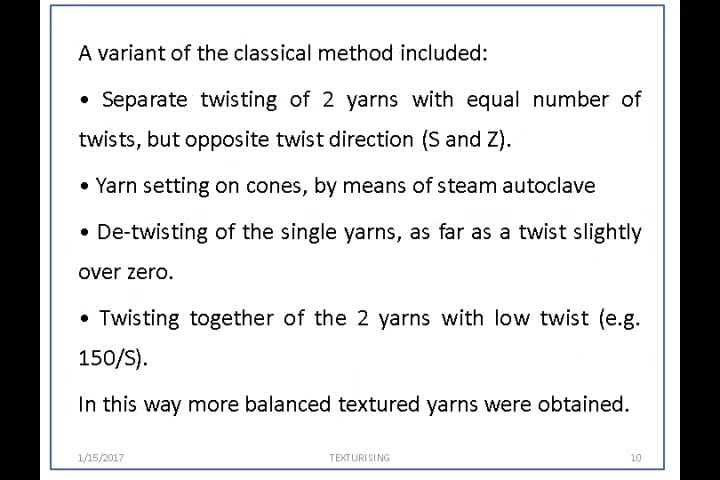 A variant of the classical method included:
• Separate twisting of 2 yarns with equal number of
twists, but opposite twist direction (S and Z).
• Yarn setting on cones, by means of steam autoclave
• De-twisting of the single yarns, as far as a twist slightly
over zero.
• Twisting together of the 2 yarns with low twist (e.g.
150/S).
In this way more balanced textured yarns were obtained.
1/15/2017 TEXTURISING 10